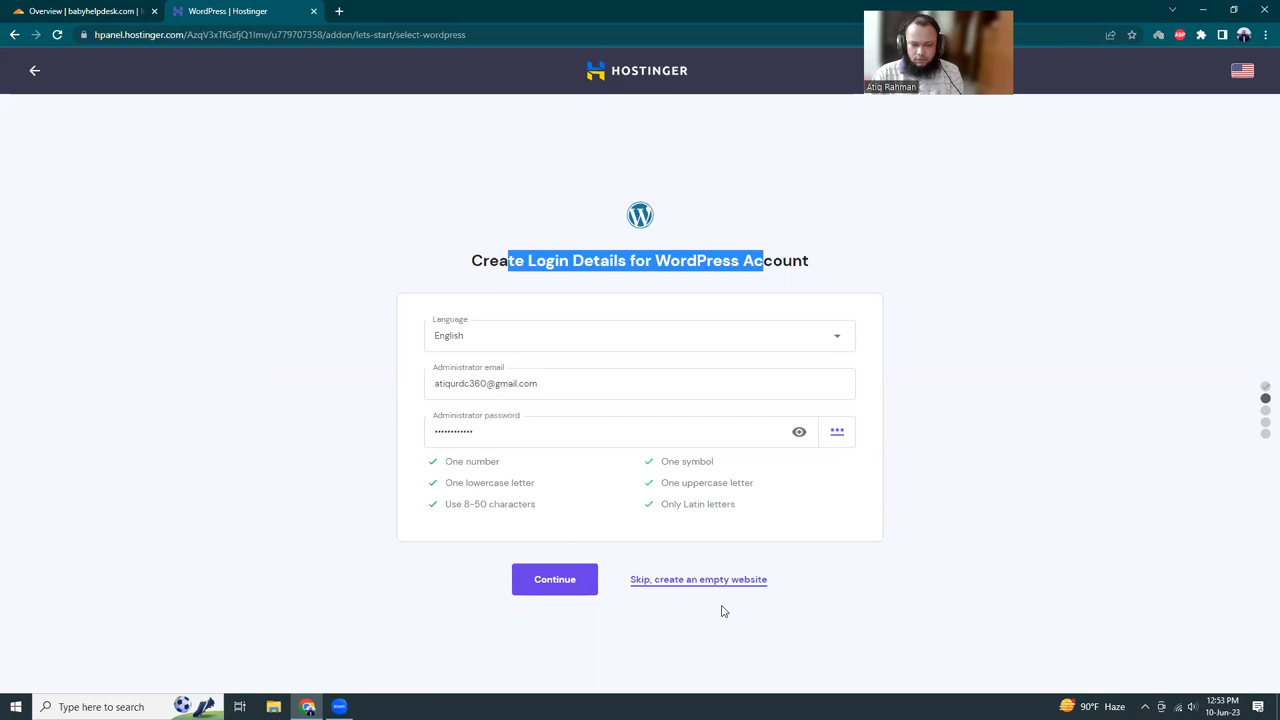 Overview | babyhelpdesk.com |
WordPress | Hostinger
hpanel.hostinger.com/AzqV3xTfGsfjQ1Imv/u779707358/addon/lets-start/select-wordpress
ABP
HOSTINGER
Atiq Rahman
Create Login Details for WordPress Account
Language
English
Administrator email
atiqurdc360@gmail.com
Administrator password
••••••••••••
One number
One symbol
One lowercase letter
One uppercase letter
Use 8-50 characters
Only Latin letters
Continue
Skip, create an empty website
Type here to search
zoom
90°F Haze
12:53 PM
10-Jun-23